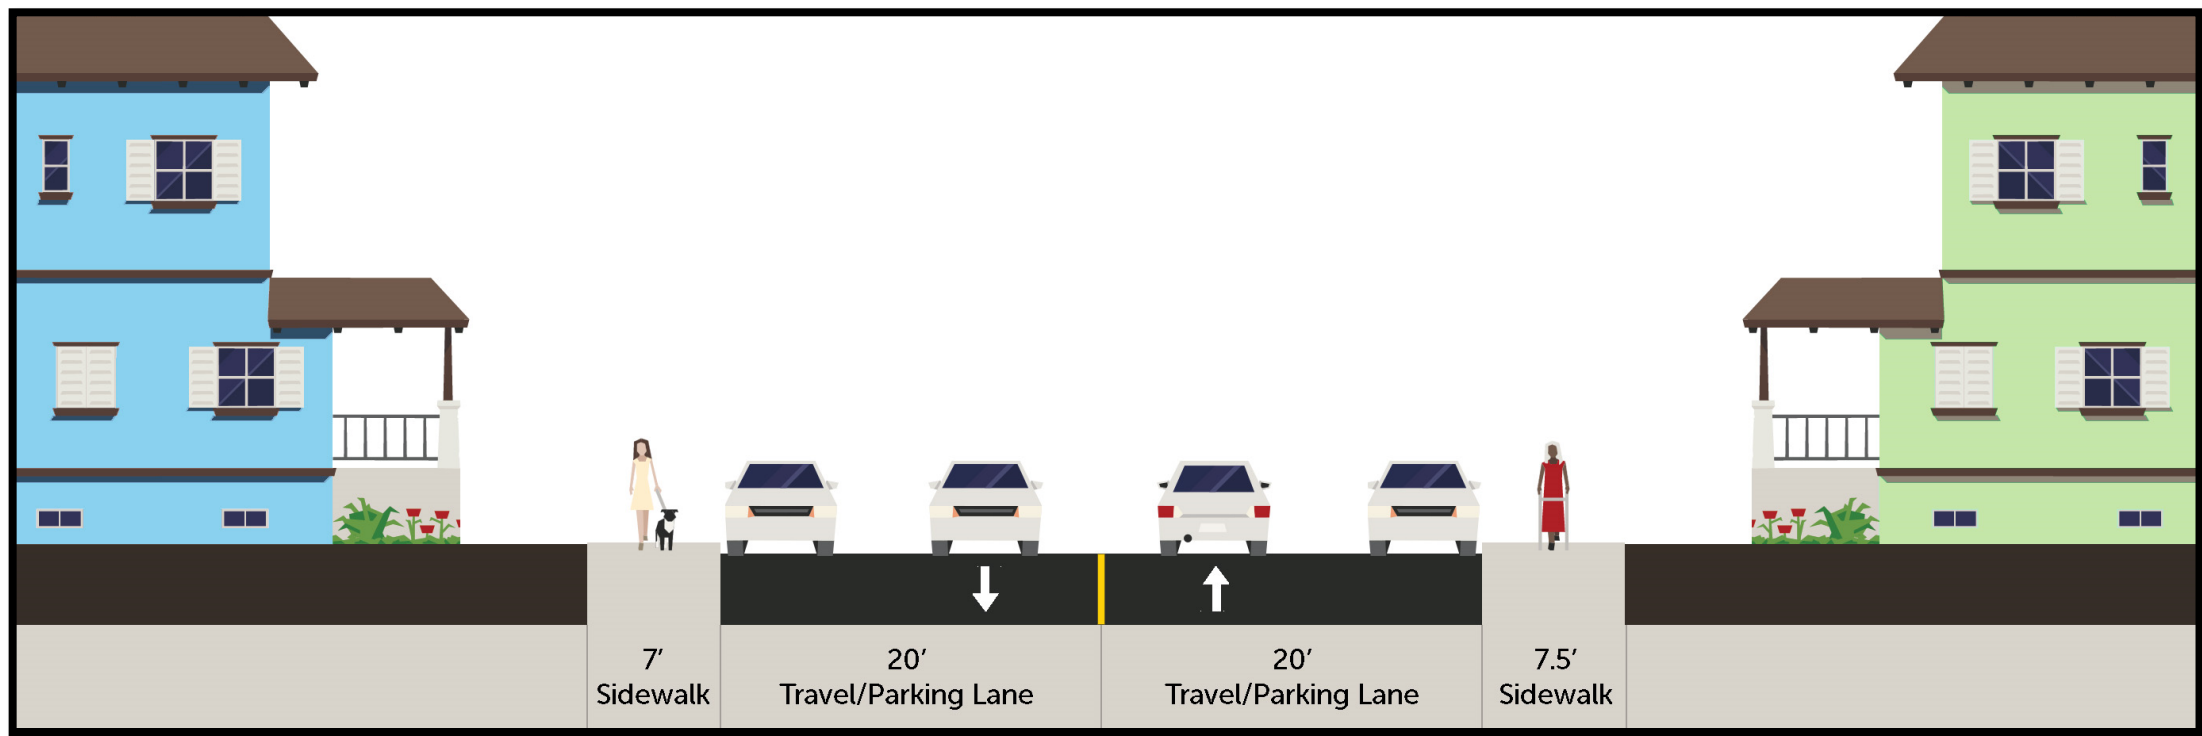 7′
Sidewalk
20′
Travel/Parking Lane
20′
Travel/Parking Lane
7.5′
Sidewalk